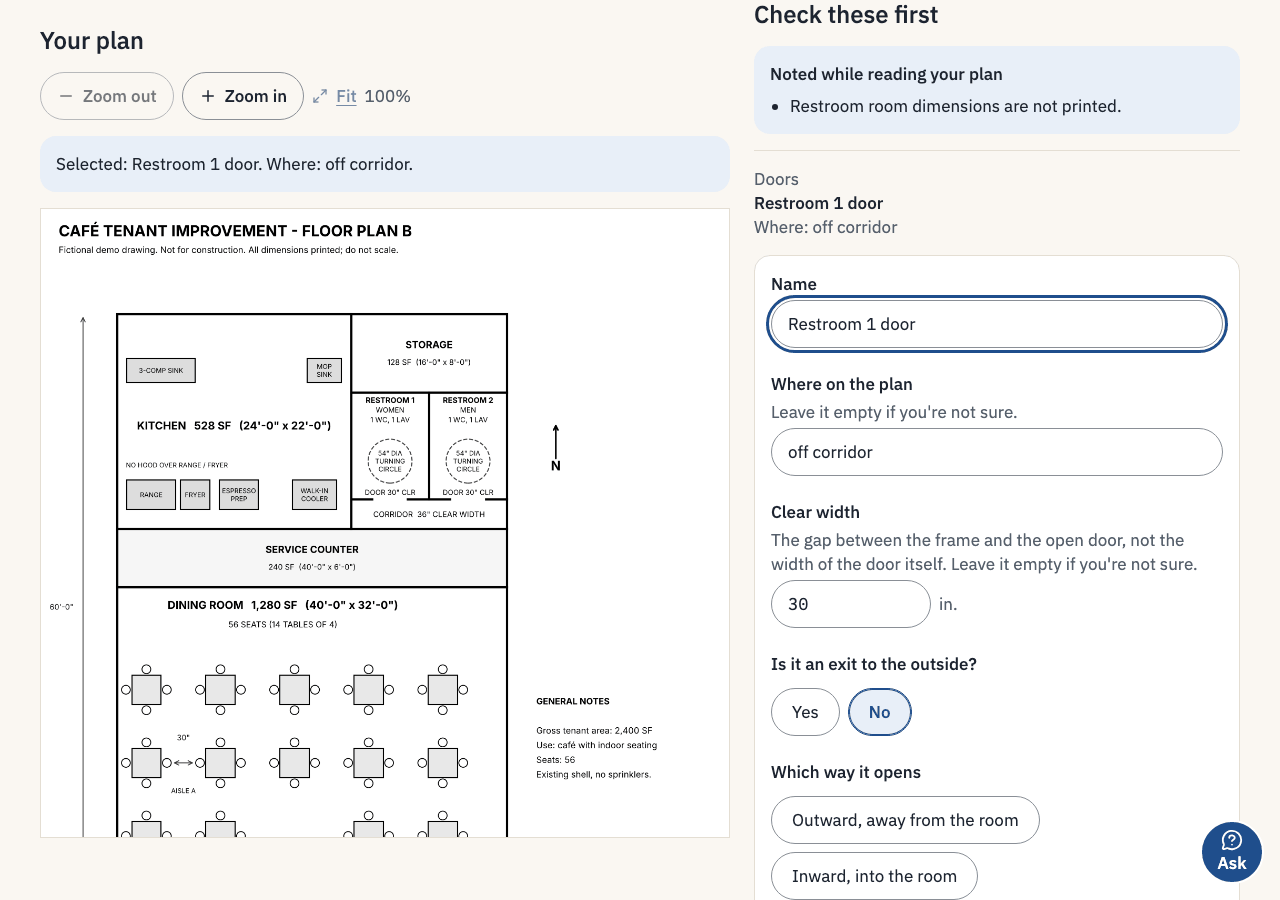 Your plan
Zoom out
Zoom in
Fit
100%
Selected: Restroom 1 door. Where: off corridor.
CAFÉ TENANT IMPROVEMENT - FLOOR PLAN B
Fictional demo drawing. Not for construction. All dimensions printed; do not scale.
STORAGE
128 SF (16'-0" x 8'-0")
3-COMP SINK
MOP
SINK
RESTROOM 1
WOMEN
1 WC, 1 LAV
RESTROOM 2
MEN
1 WC, 1 LAV
KITCHEN 528 SF (24'-0" x 22'-0")
54" DIA
TURNING
CIRCLE
54" DIA
TURNING
CIRCLE
N
NO HOOD OVER RANGE / FRYER
RANGE
FRYER
ESPRESSO
PREP
WALK-IN
COOLER
DOOR 30" CLR
DOOR 30" CLR
CORRIDOR 36" CLEAR WIDTH
SERVICE COUNTER
240 SF (40'-0" x 6'-0")
60'-0"
DINING ROOM 1,280 SF (40'-0" x 32'-0")
56 SEATS (14 TABLES OF 4)
30"
AISLE A
GENERAL NOTES
Gross tenant area: 2,400 SF
Use: café with indoor seating
Seats: 56
Existing shell, no sprinklers.
Check these first
Noted while reading your plan
Restroom room dimensions are not printed.
Doors
Restroom 1 door
Where: off corridor
Name
Restroom 1 door
Where on the plan
Leave it empty if you're not sure.
off corridor
Clear width
The gap between the frame and the open door, not the
width of the door itself. Leave it empty if you're not sure.
30 in.
Is it an exit to the outside?
Yes
No
Which way it opens
Outward, away from the room
Inward, into the room
Ask